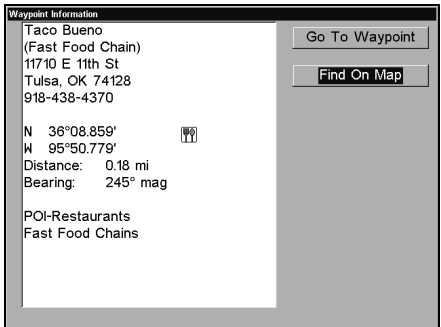 Waypoint Information
Taco Bueno
(Fast Food Chain)
11710 E 11th St
Tulsa, OK 74128
918-438-4370
N 36°08.859'
W 95°50.779'
Distance: 0.18 mi
Bearing: 245° mag
POI-Restaurants
Fast Food Chains
Go To Waypoint
Find On Map